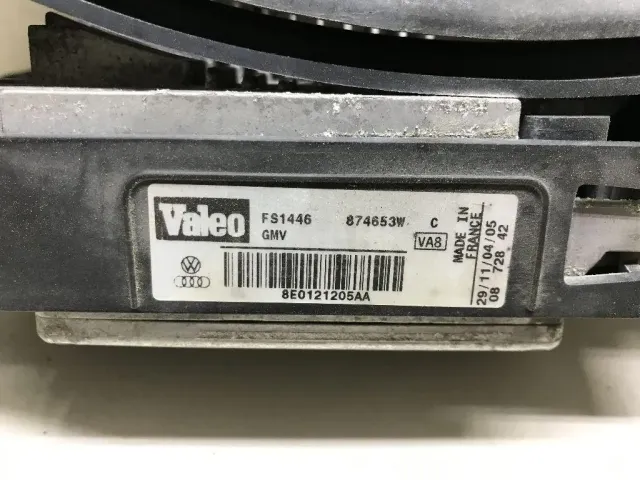 Valeo
FS1446 874653W C
GMV VA8
8E0121205AA
MADE IN
FRANCE
29/11/04/05
08 728 42